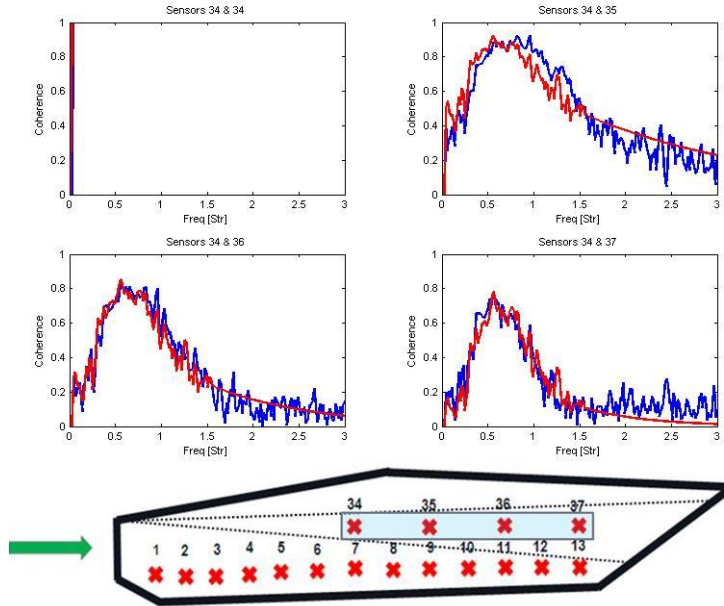 Sensors 34 & 34
Coherence
1
0.8
0.6
0.4
0.2
0
0 0.5 1 1.5 2 2.5 3
Freq [Str]
Sensors 34 & 35
Coherence
1
0.8
0.6
0.4
0.2
0
0 0.5 1 1.5 2 2.5 3
Freq [Str]
Sensors 34 & 36
Coherence
1
0.8
0.6
0.4
0.2
0
0 0.5 1 1.5 2 2.5 3
Freq [Str]
Sensors 34 & 37
Coherence
1
0.8
0.6
0.4
0.2
0
0 0.5 1 1.5 2 2.5 3
Freq [Str]
34 35 36 37
1 2 3 4 5 6 7 8 9 10 11 12 13